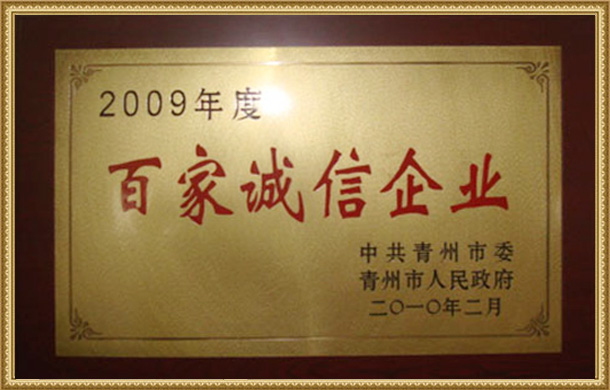 2009年度
百家诚信企业
中共青州市委
青州市人民政府
二〇一〇年二月